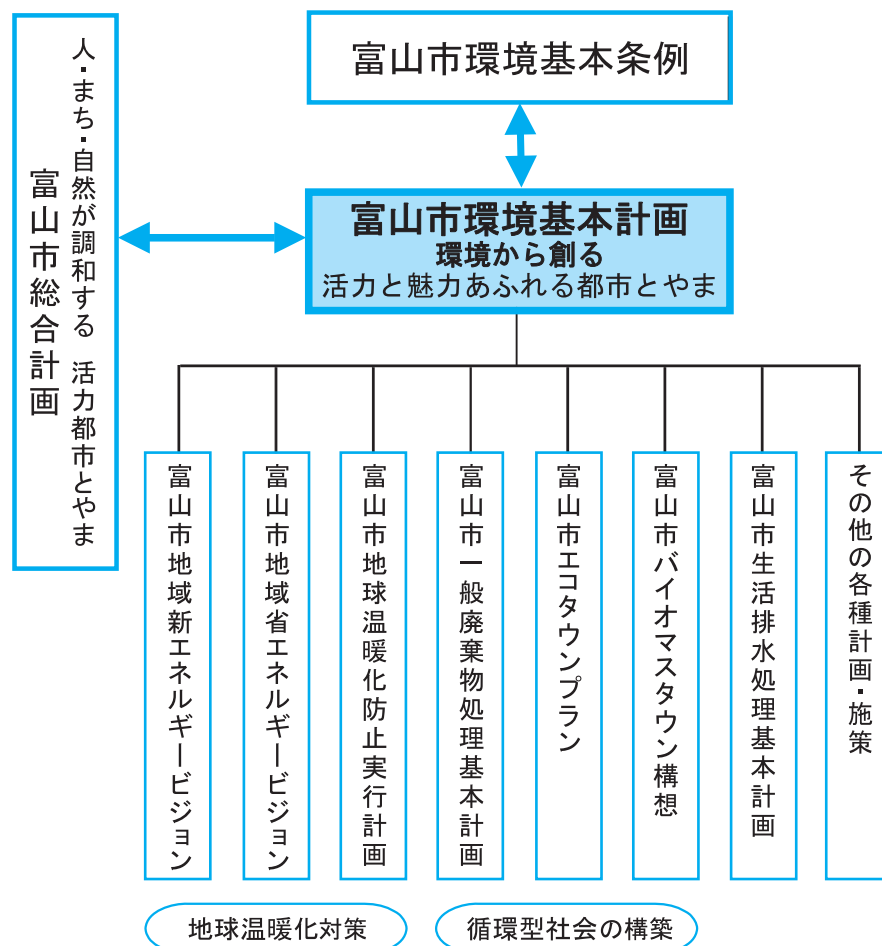 富山市環境基本条例
人・まち・自然が調和する 活力都市とやま
富山市総合計画
富山市環境基本計画
環境から創る
活力と魅力あふれる都市とやま
富山市地域新エネルギービジョン
富山市地域省エネルギービジョン
富山市地球温暖化防止実行計画
富山市一般廃棄物処理基本計画
富山市エコタウンプラン
富山市バイオマスタウン構想
富山市生活排水処理基本計画
その他の各種計画・施策
地球温暖化対策
循環型社会の構築